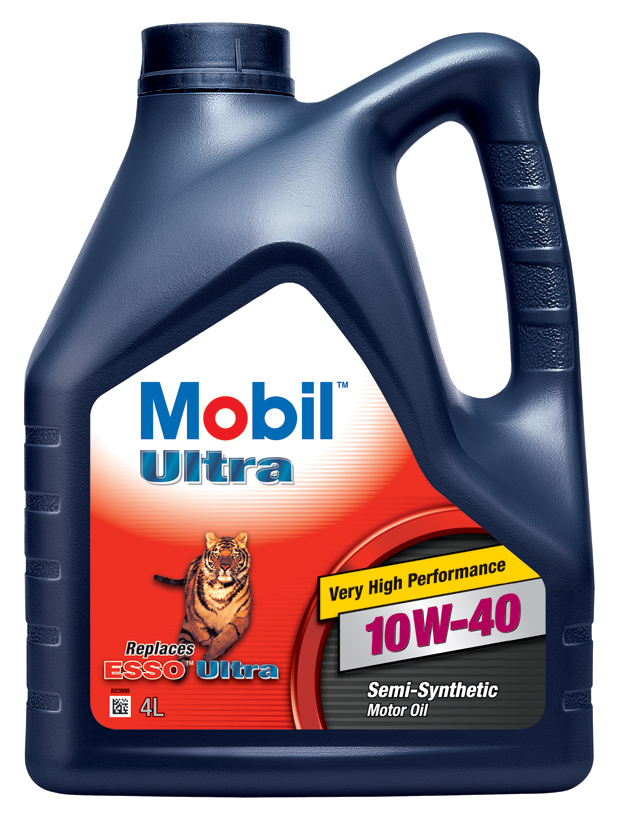 Mobil™
Ultra
Very High Performance
10W-40
Replaces
ESSO™ Ultra
Semi-Synthetic
Motor Oil
4L